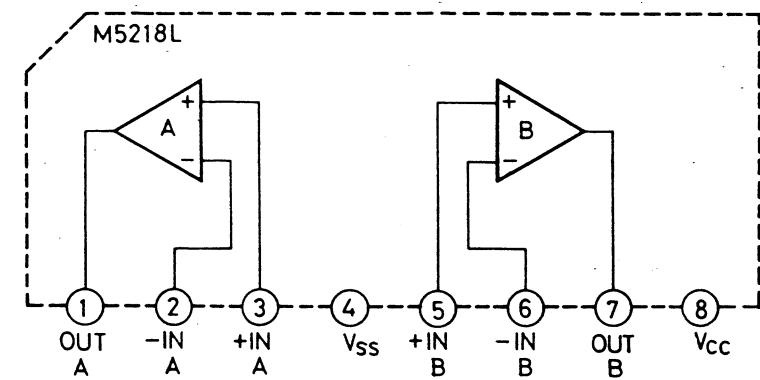 M5218L
+
A
−
+
B
−
1 2 3 4 5 6 7 8
OUT −IN +IN VSS +IN −IN OUT VCC
A A A B B B